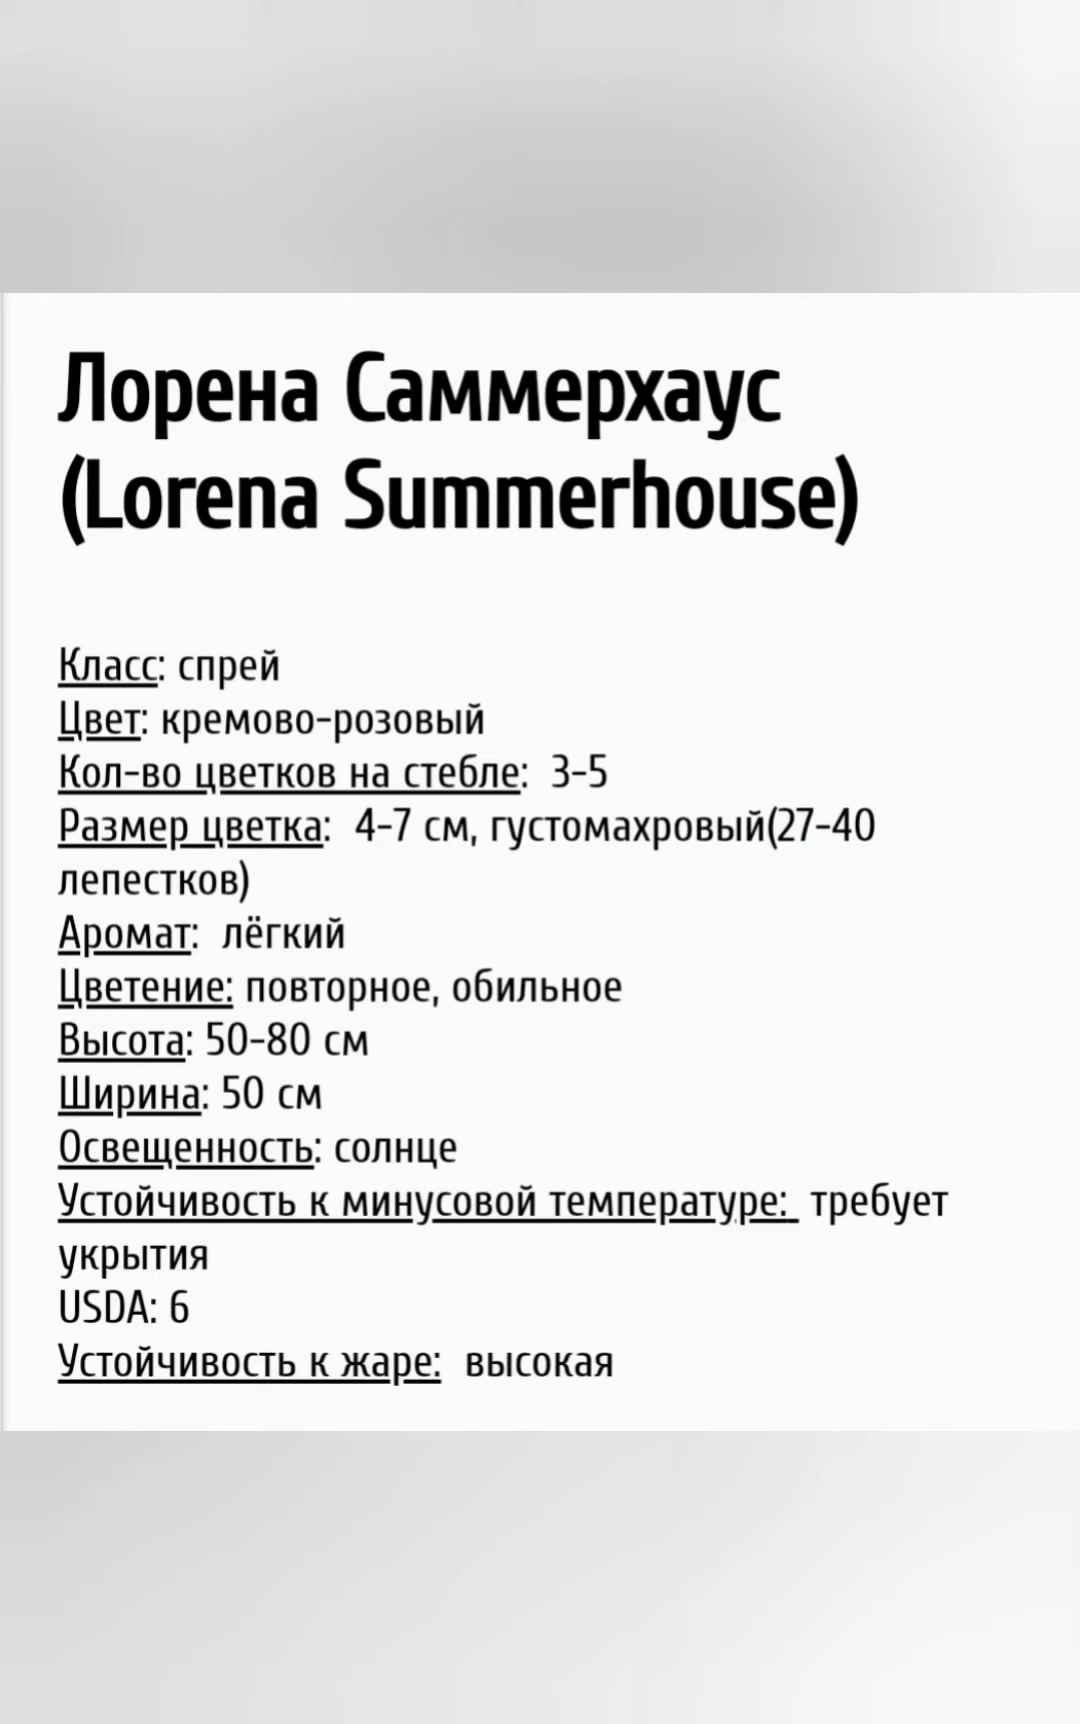 Лорена Саммерхаус
(Lorena Summerhouse)
Класс: спрей
Цвет: кремово-розовый
Кол-во цветков на стебле: 3-5
Размер цветка: 4-7 см, густомахровый(27-40
лепестков)
Аромат: лёгкий
Цветение: повторное, обильное
Высота: 50-80 см
Ширина: 50 см
Освещенность: солнце
Устойчивость к минусовой температуре: требует
укрытия
USDA: 6
Устойчивость к жаре: высокая